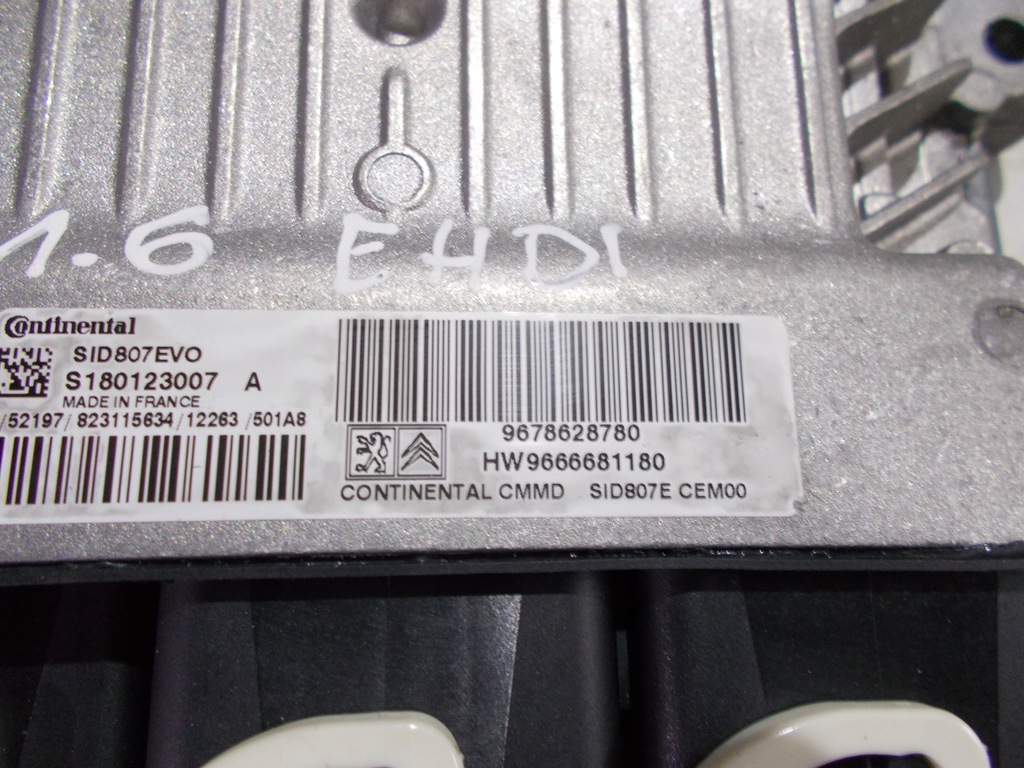 1.6 EHDI
Continental
SID807EVO
S180123007 A
MADE IN FRANCE
/52197/823115634/12263/501A8
9678628780
HW9666681180
CONTINENTAL CMMD SID807E CEM00